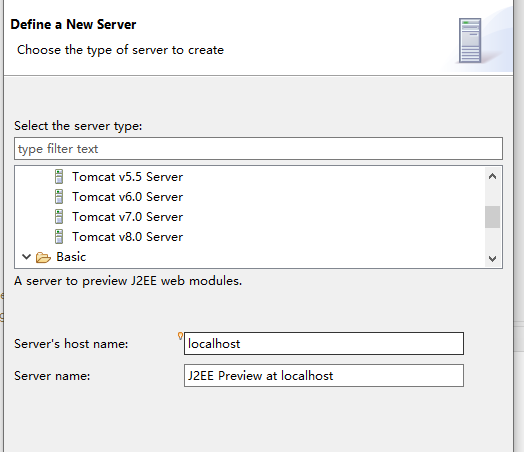 Define a New Server
Choose the type of server to create
Select the server type:
type filter text
Tomcat v5.5 Server
Tomcat v6.0 Server
Tomcat v7.0 Server
Tomcat v8.0 Server
Basic
A server to preview J2EE web modules.
Server's host name: localhost
Server name: J2EE Preview at localhost